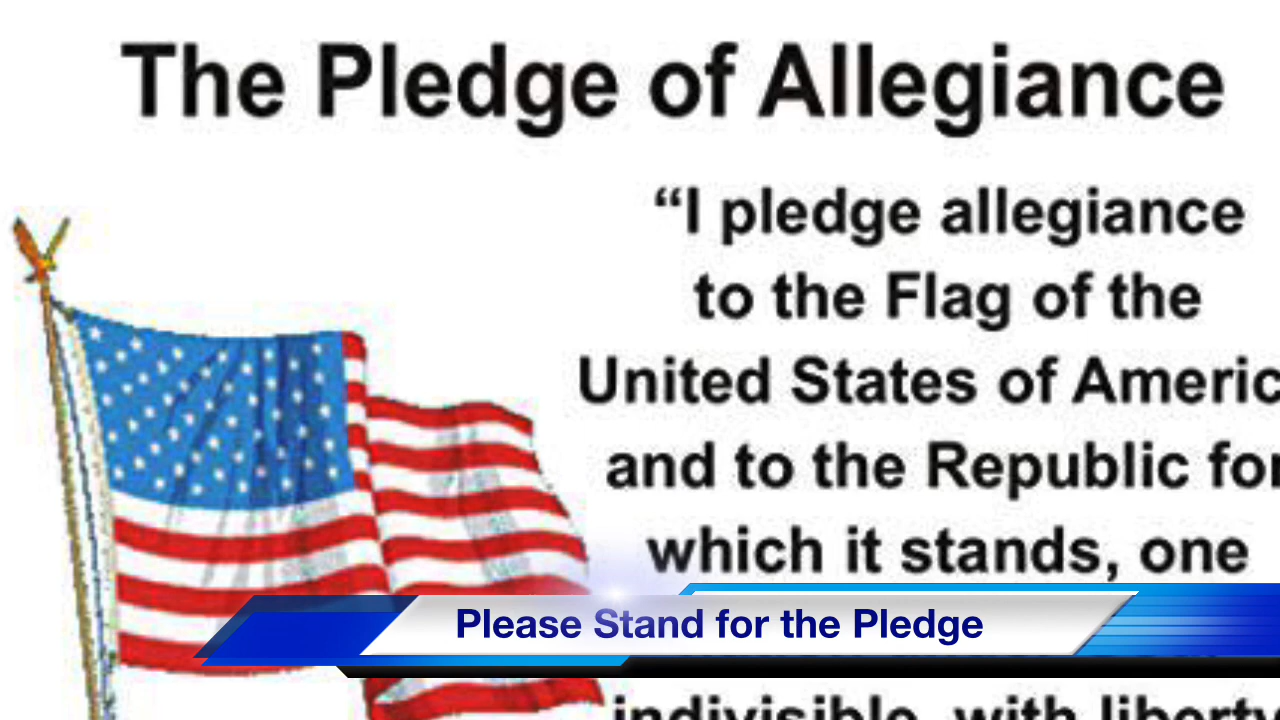 The Pledge of Allegiance
“I pledge allegiance
to the Flag of the
United States of Americ
and to the Republic for
which it stands, one
Please Stand for the Pledge
indivisible, with liberty